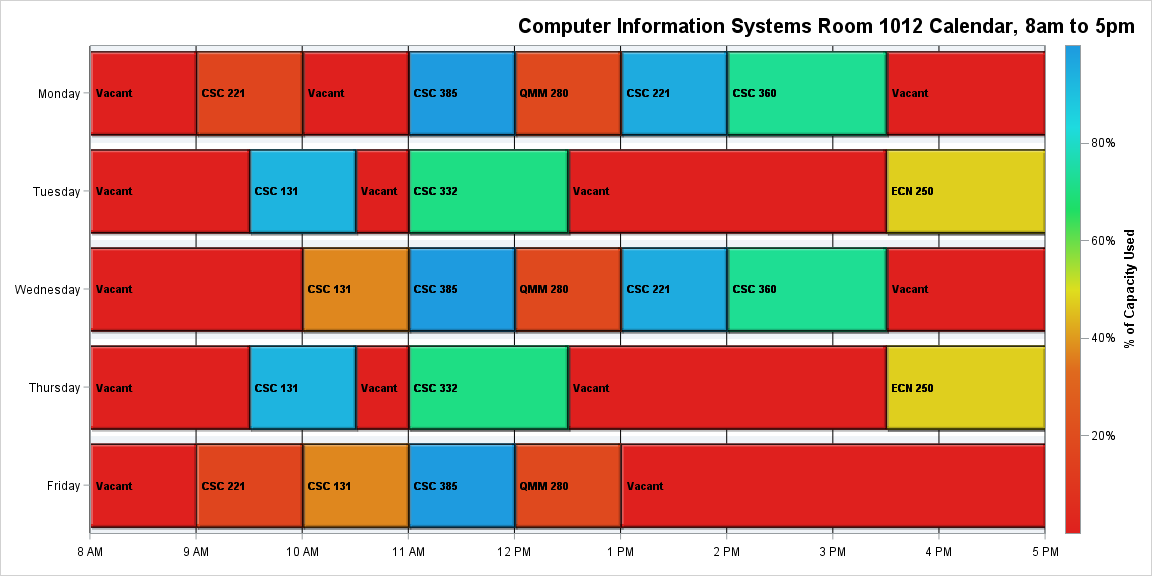 Computer Information Systems Room 1012 Calendar, 8am to 5pm
Monday
Vacant
CSC 221
Vacant
CSC 385
QMM 280
CSC 221
CSC 360
Vacant
Tuesday
Vacant
CSC 131
Vacant
CSC 332
Vacant
ECN 250
Wednesday
Vacant
CSC 131
CSC 385
QMM 280
CSC 221
CSC 360
Vacant
Thursday
Vacant
CSC 131
Vacant
CSC 332
Vacant
ECN 250
Friday
Vacant
CSC 221
CSC 131
CSC 385
QMM 280
Vacant
8 AM
9 AM
10 AM
11 AM
12 PM
1 PM
2 PM
3 PM
4 PM
5 PM
80%
60%
40%
20%
% of Capacity Used